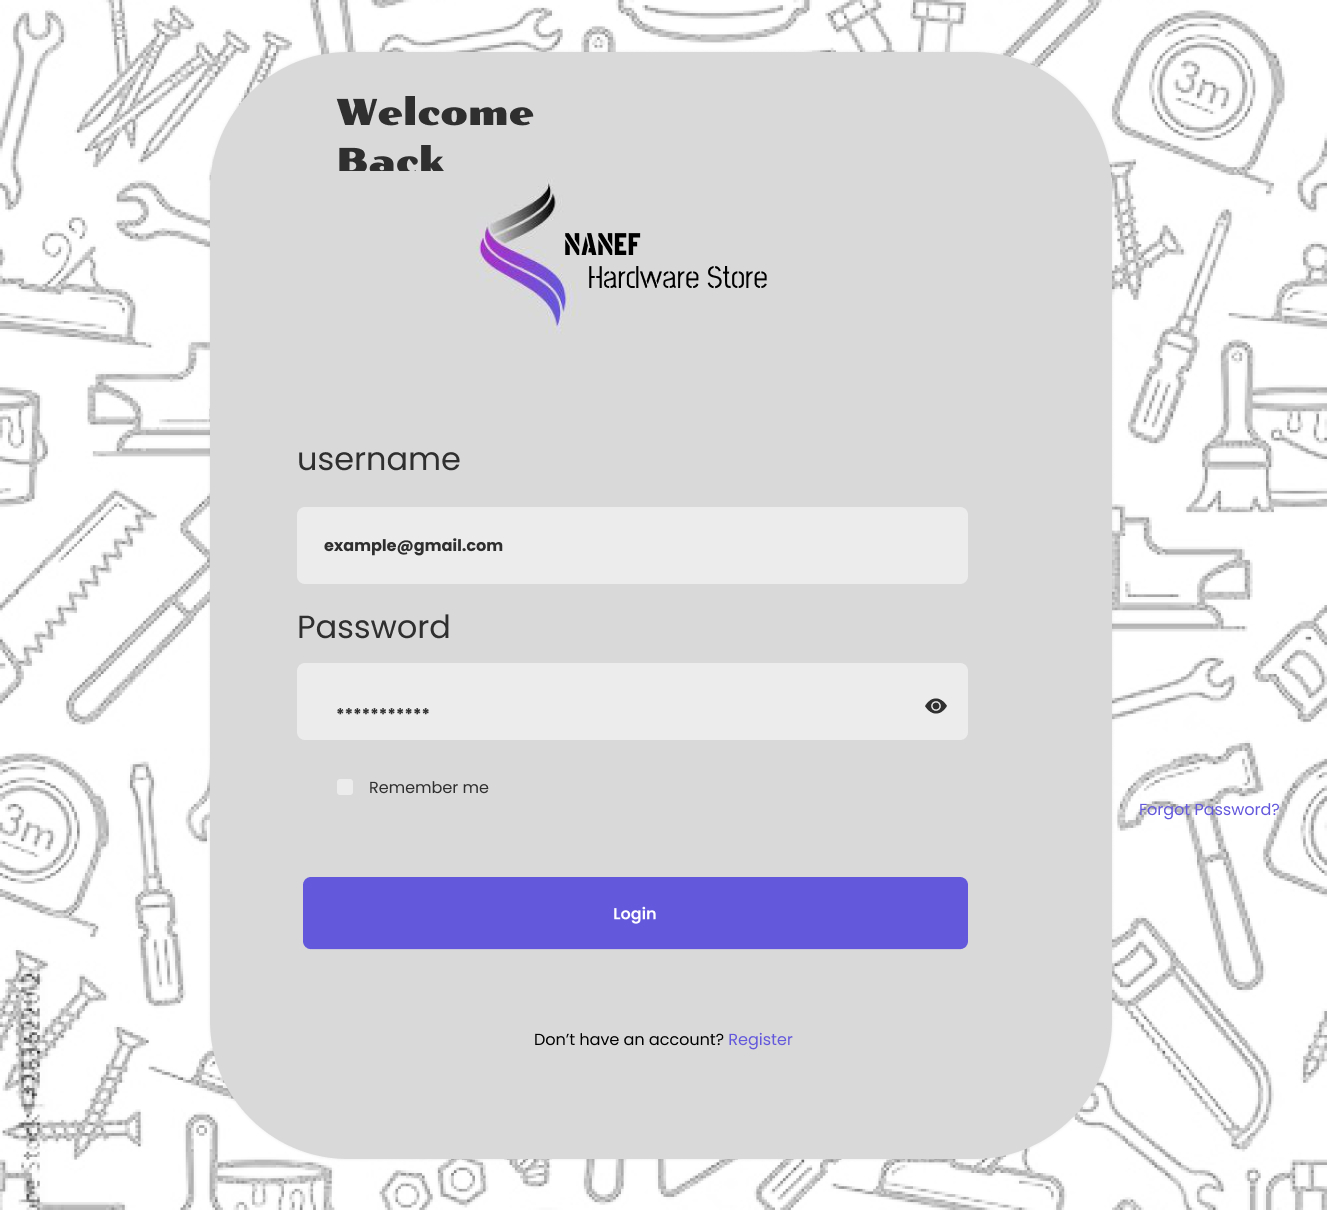 3m
Welcome
Back
NANEF
Hardware Store
username
example@gmail.com
Password
***********
Remember me
Forgot Password?
3m
Login
Don’t have an account? Register